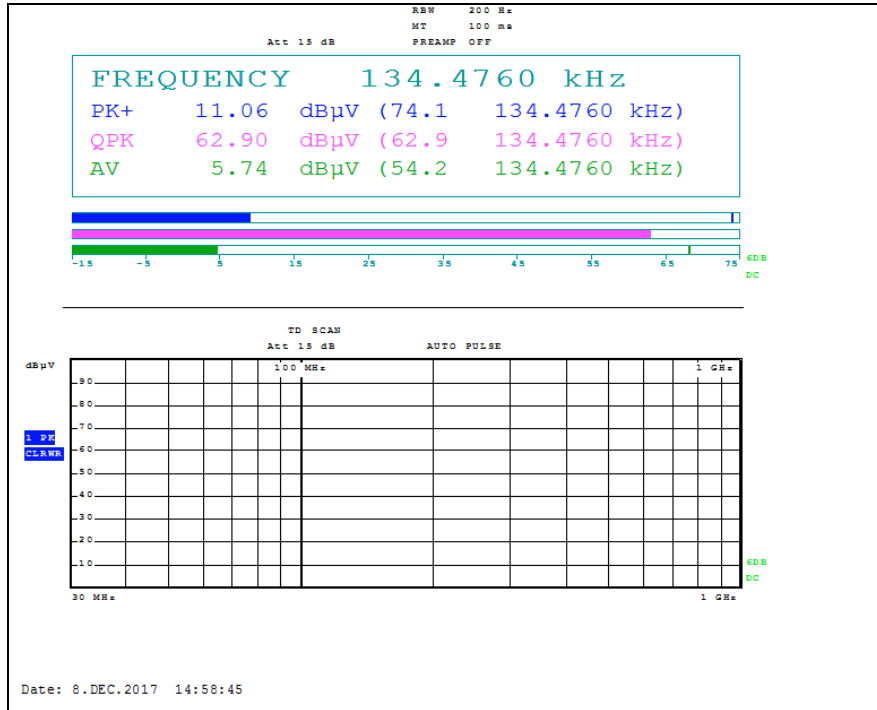 RBW 200 Hz
MT 100 ms
Att 15 dB PREAMP OFF
FREQUENCY 134.4760 kHz
PK+ 11.06 dBµV (74.1 134.4760 kHz)
QPK 62.90 dBµV (62.9 134.4760 kHz)
AV 5.74 dBµV (54.2 134.4760 kHz)
-15 -5 5 15 25 35 45 55 65 75
6DB
DC
TD SCAN
Att 15 dB AUTO PULSE
dBµV
100 MHz 1 GHz
90
80
70
1 PK
CLRWR
60
50
40
30
20
10
6DB
DC
30 MHz 1 GHz
Date: 8.DEC.2017 14:58:45